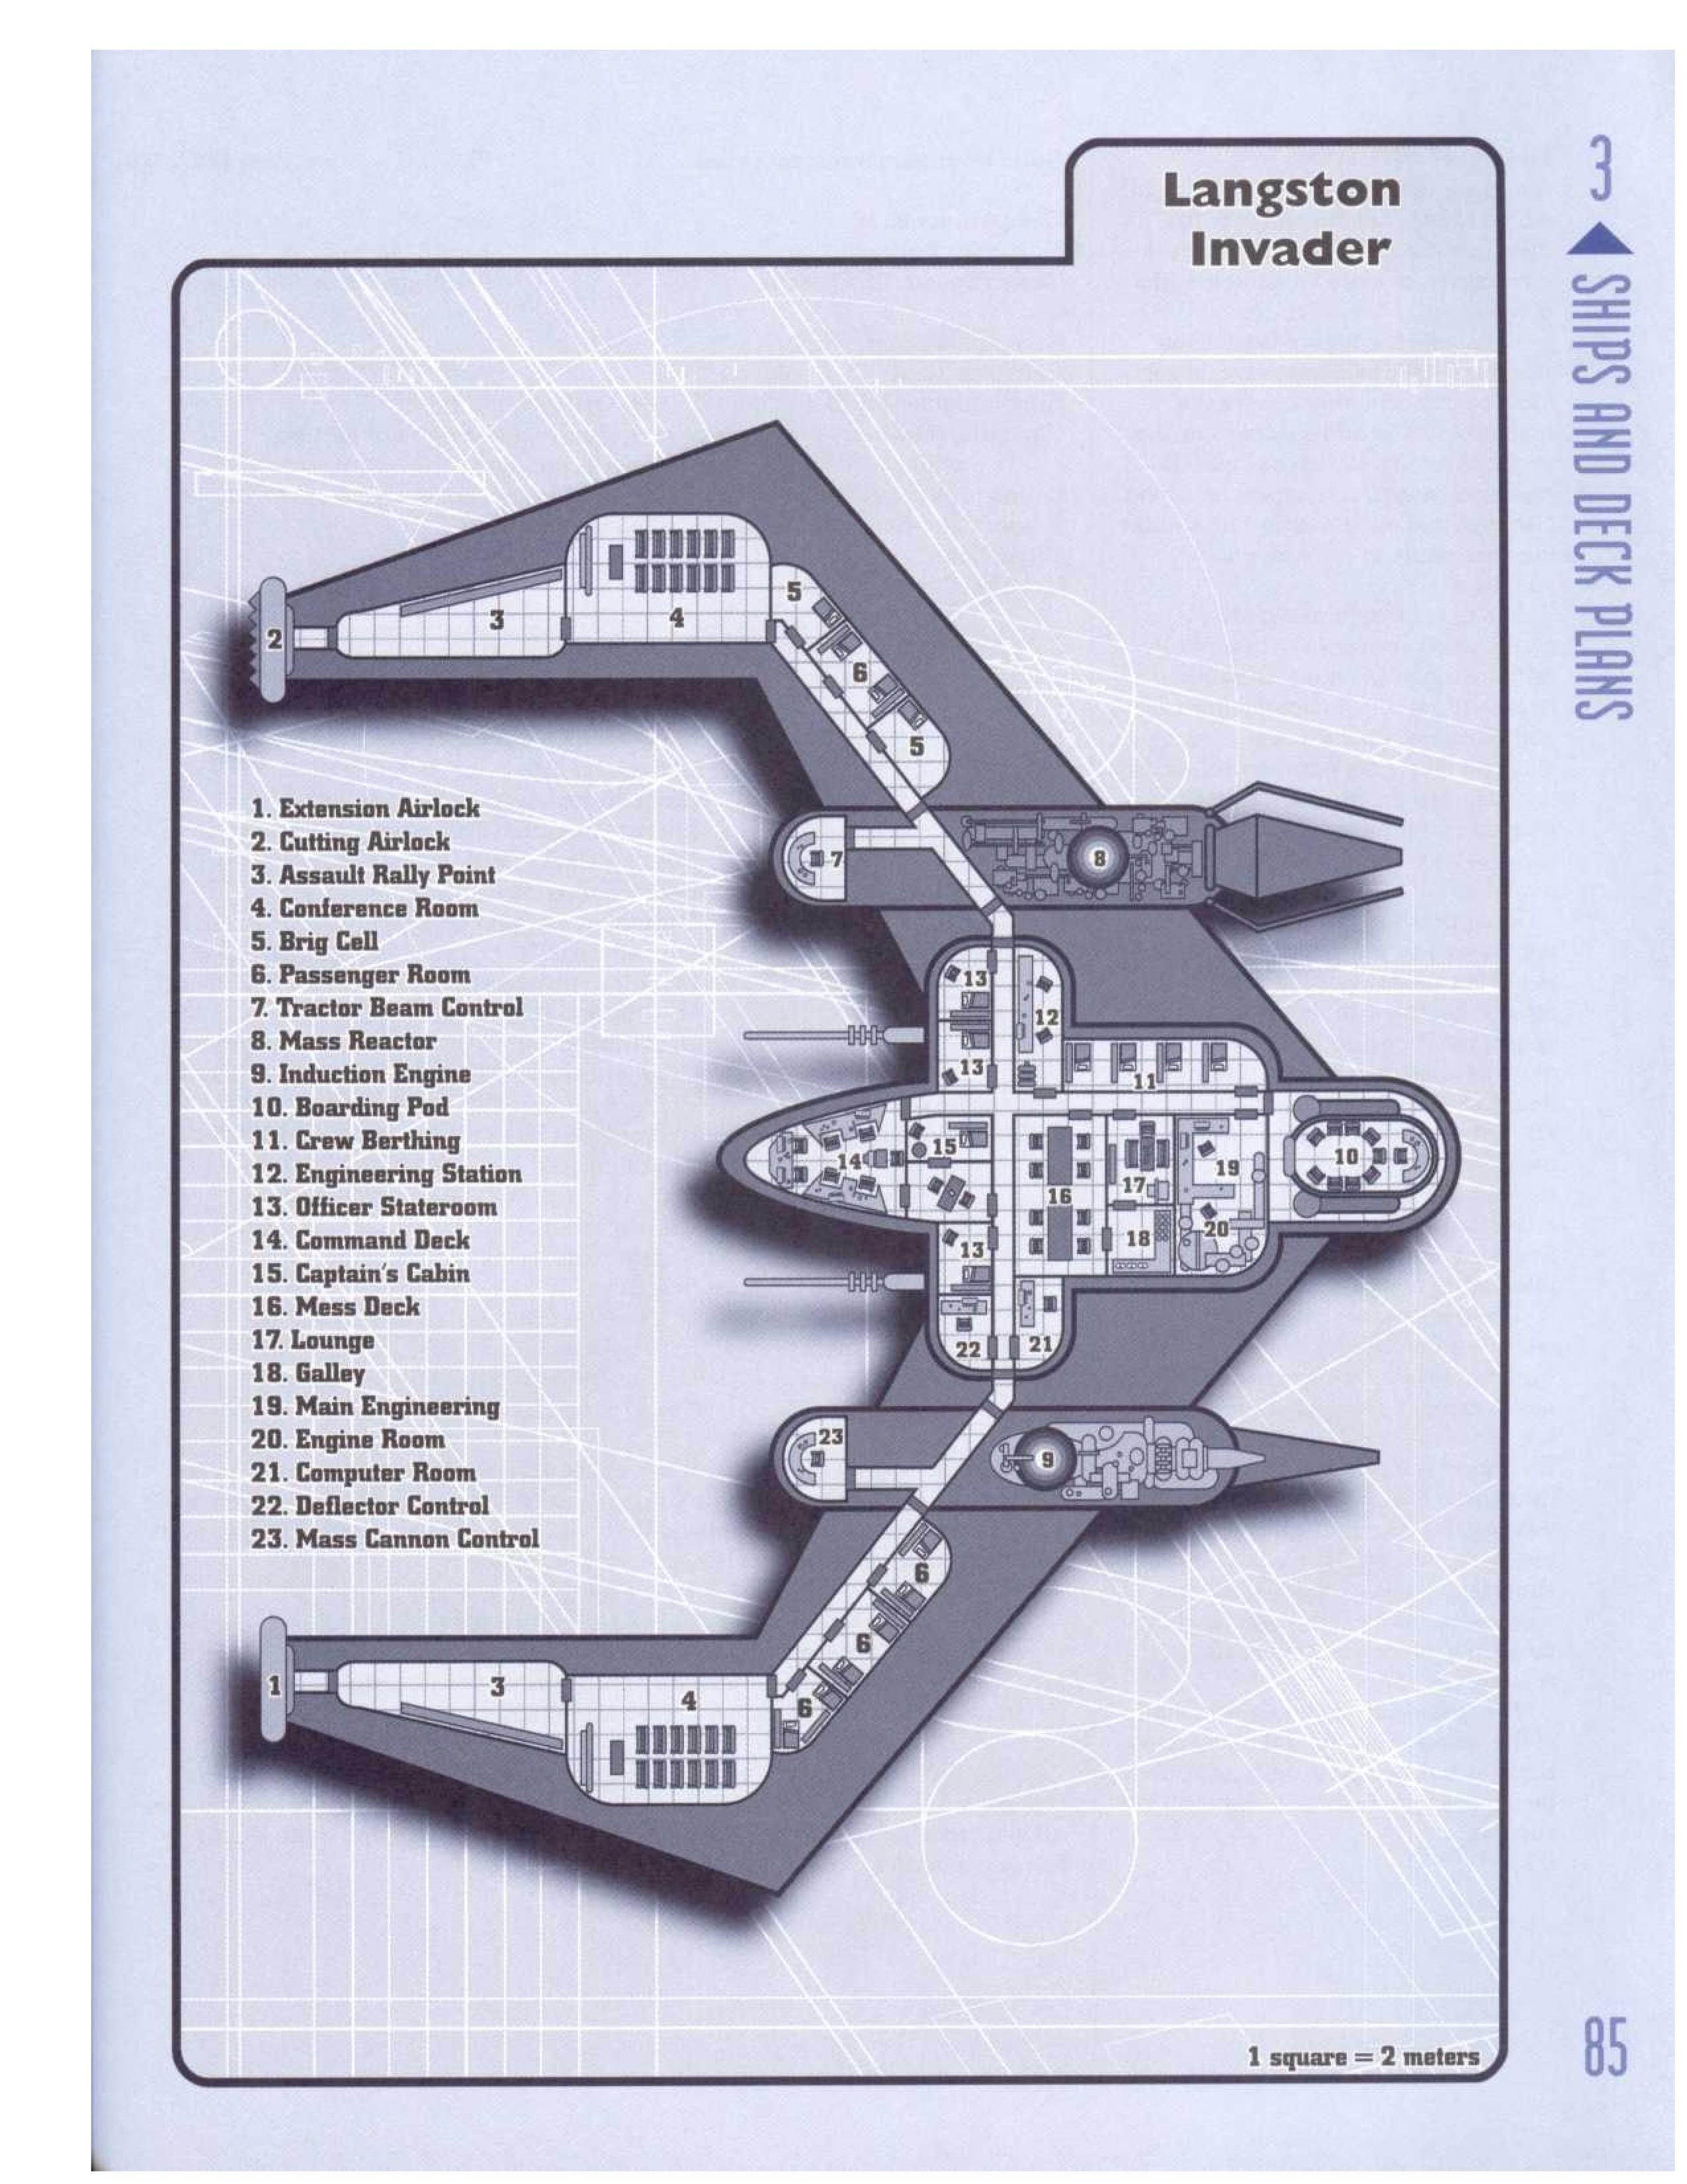 Langston
Invader
3 SHIPS AND DECK PLANS
2
3
4
5
6
5
7
8
1. Extension Airlock
2. Cutting Airlock
3. Assault Rally Point
4. Conference Room
5. Brig Cell
6. Passenger Room
7. Tractor Beam Control
8. Mass Reactor
9. Induction Engine
10. Boarding Pod
11. Crew Berthing
12. Engineering Station
13. Officer Stateroom
14. Command Deck
15. Captain's Cabin
16. Mess Deck
17. Lounge
18. Galley
19. Main Engineering
20. Engine Room
21. Computer Room
22. Deflector Control
23. Mass Cannon Control
13
12
13
11
14
15
16
17
19
10
18
20
13
22
21
23
9
6
6
6
1
3
4
1 square = 2 meters
85